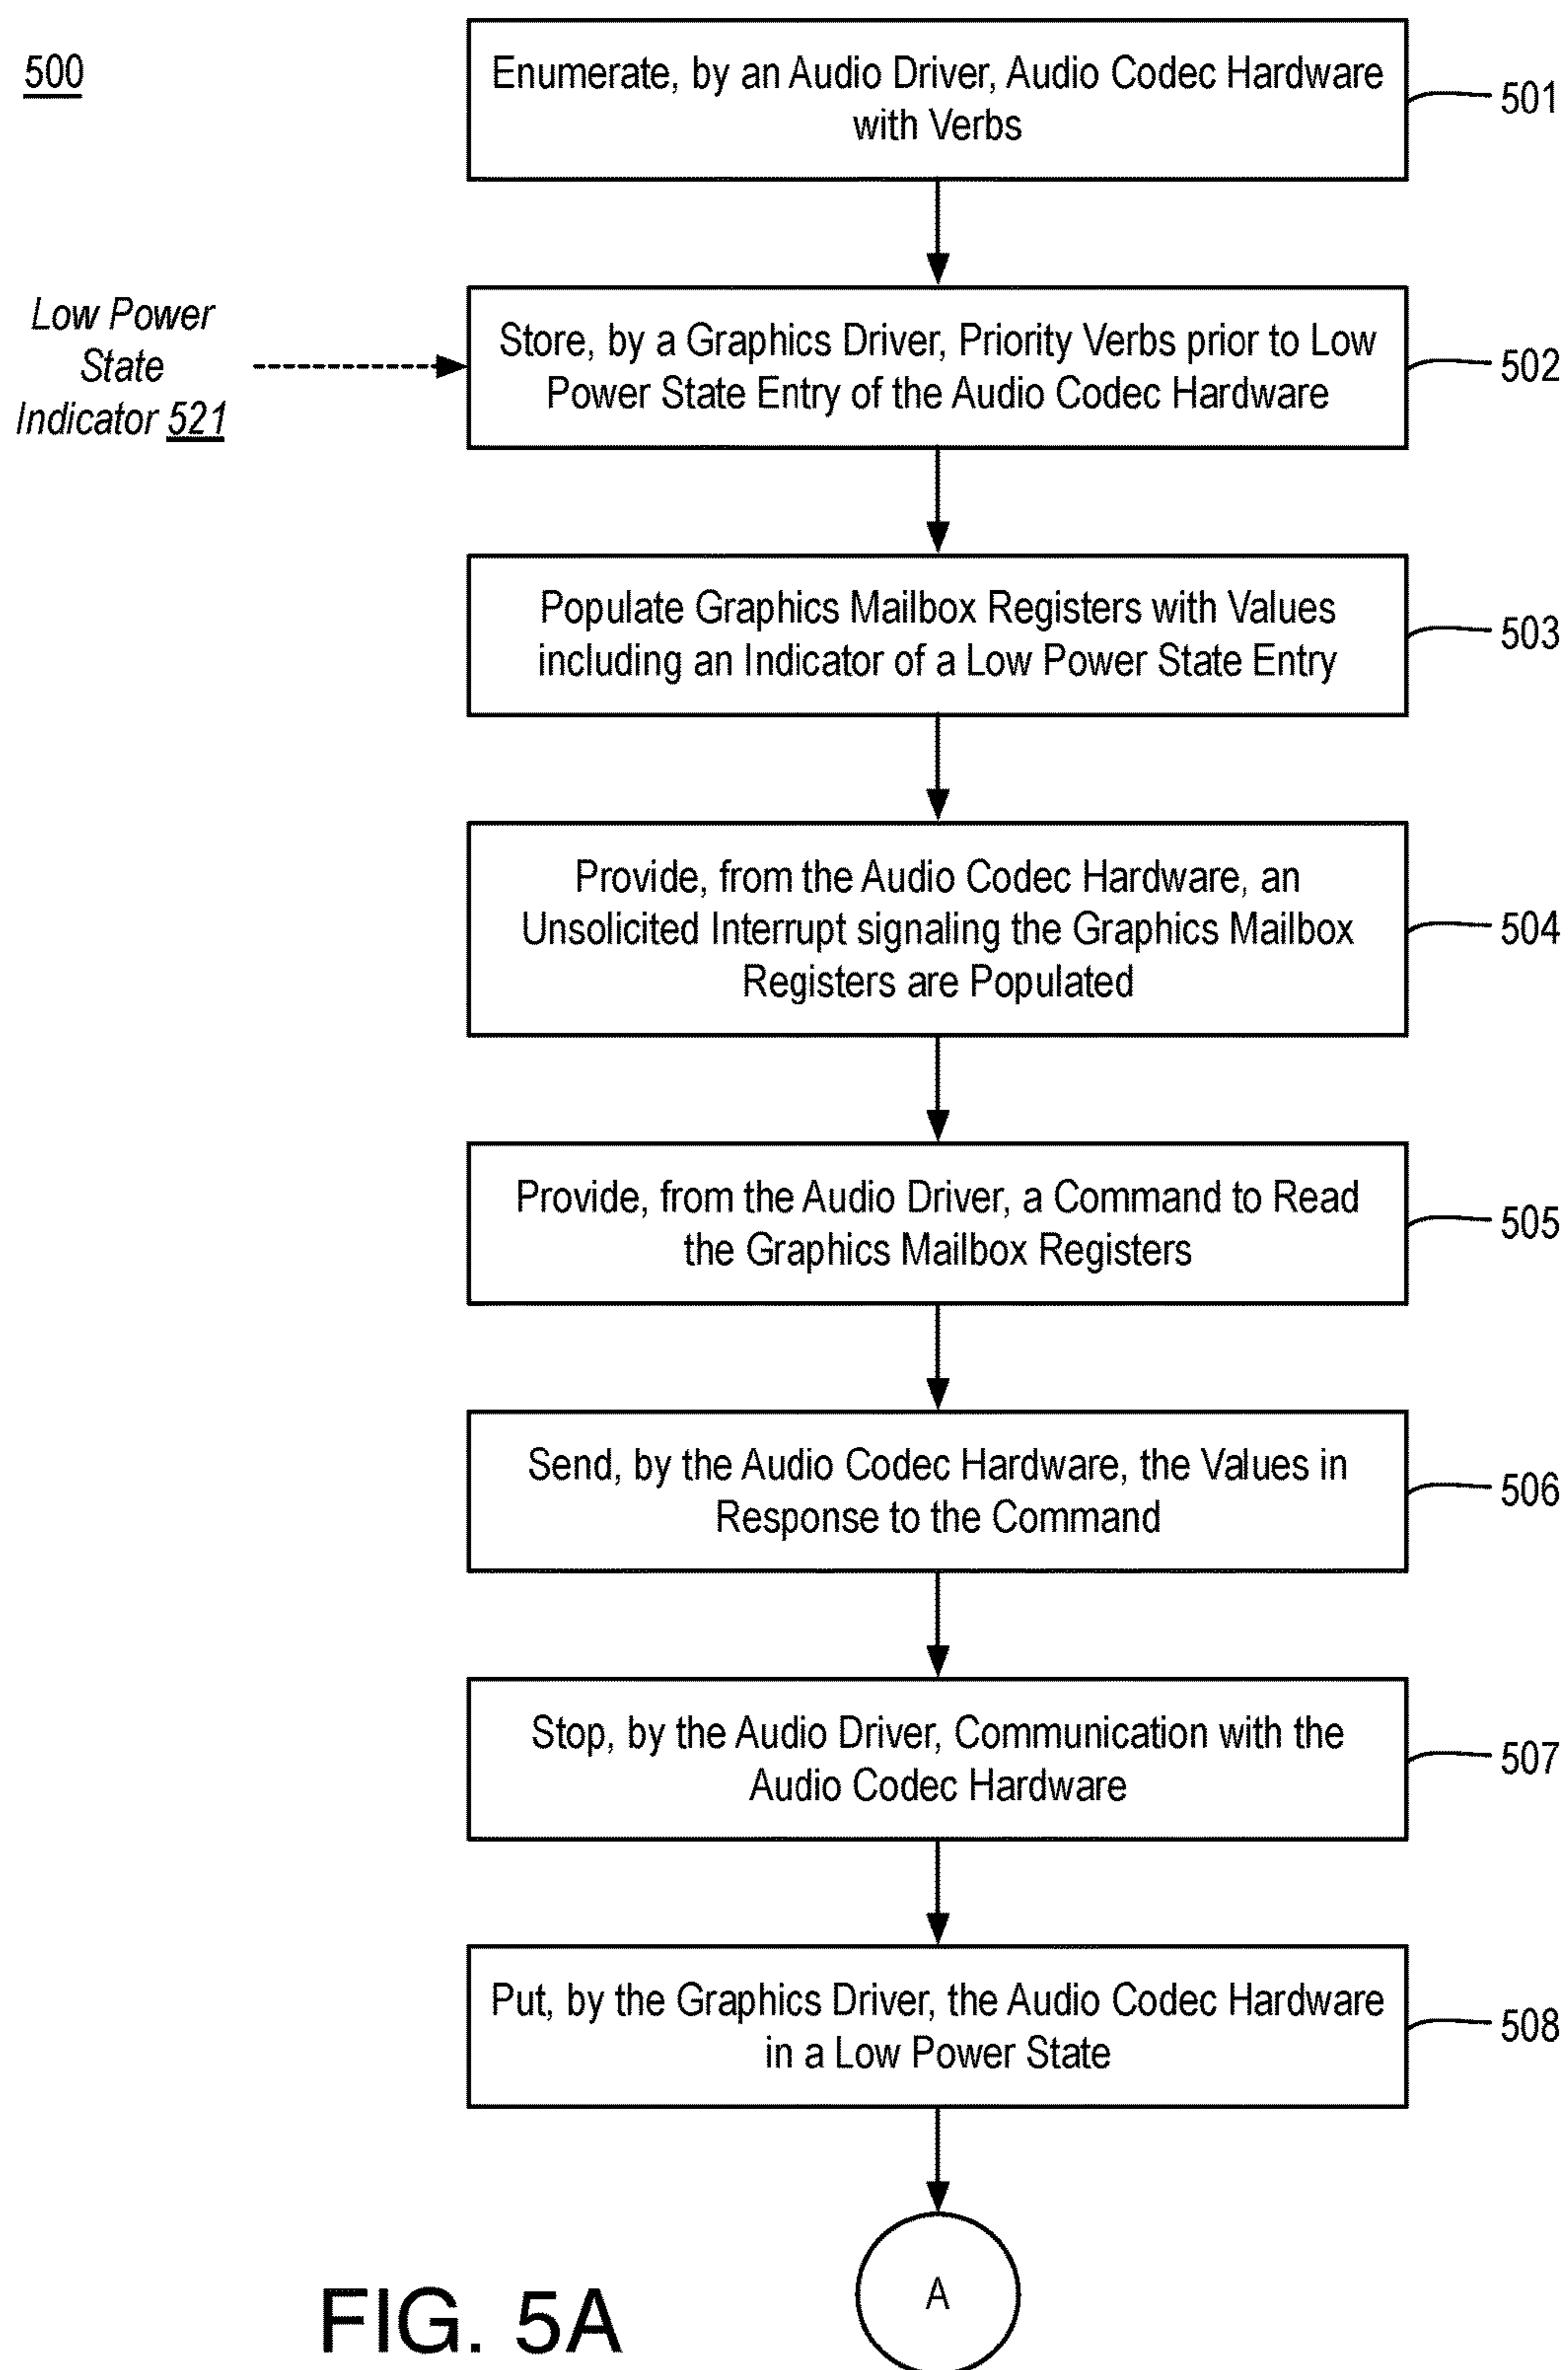 500
Enumerate, by an Audio Driver, Audio Codec Hardware
with Verbs
501
Low Power
State
Indicator 521
Store, by a Graphics Driver, Priority Verbs prior to Low
Power State Entry of the Audio Codec Hardware
502
Populate Graphics Mailbox Registers with Values
including an Indicator of a Low Power State Entry
503
Provide, from the Audio Codec Hardware, an
Unsolicited Interrupt signaling the Graphics Mailbox
Registers are Populated
504
Provide, from the Audio Driver, a Command to Read
the Graphics Mailbox Registers
505
Send, by the Audio Codec Hardware, the Values in
Response to the Command
506
Stop, by the Audio Driver, Communication with the
Audio Codec Hardware
507
Put, by the Graphics Driver, the Audio Codec Hardware
in a Low Power State
508
A
FIG. 5A